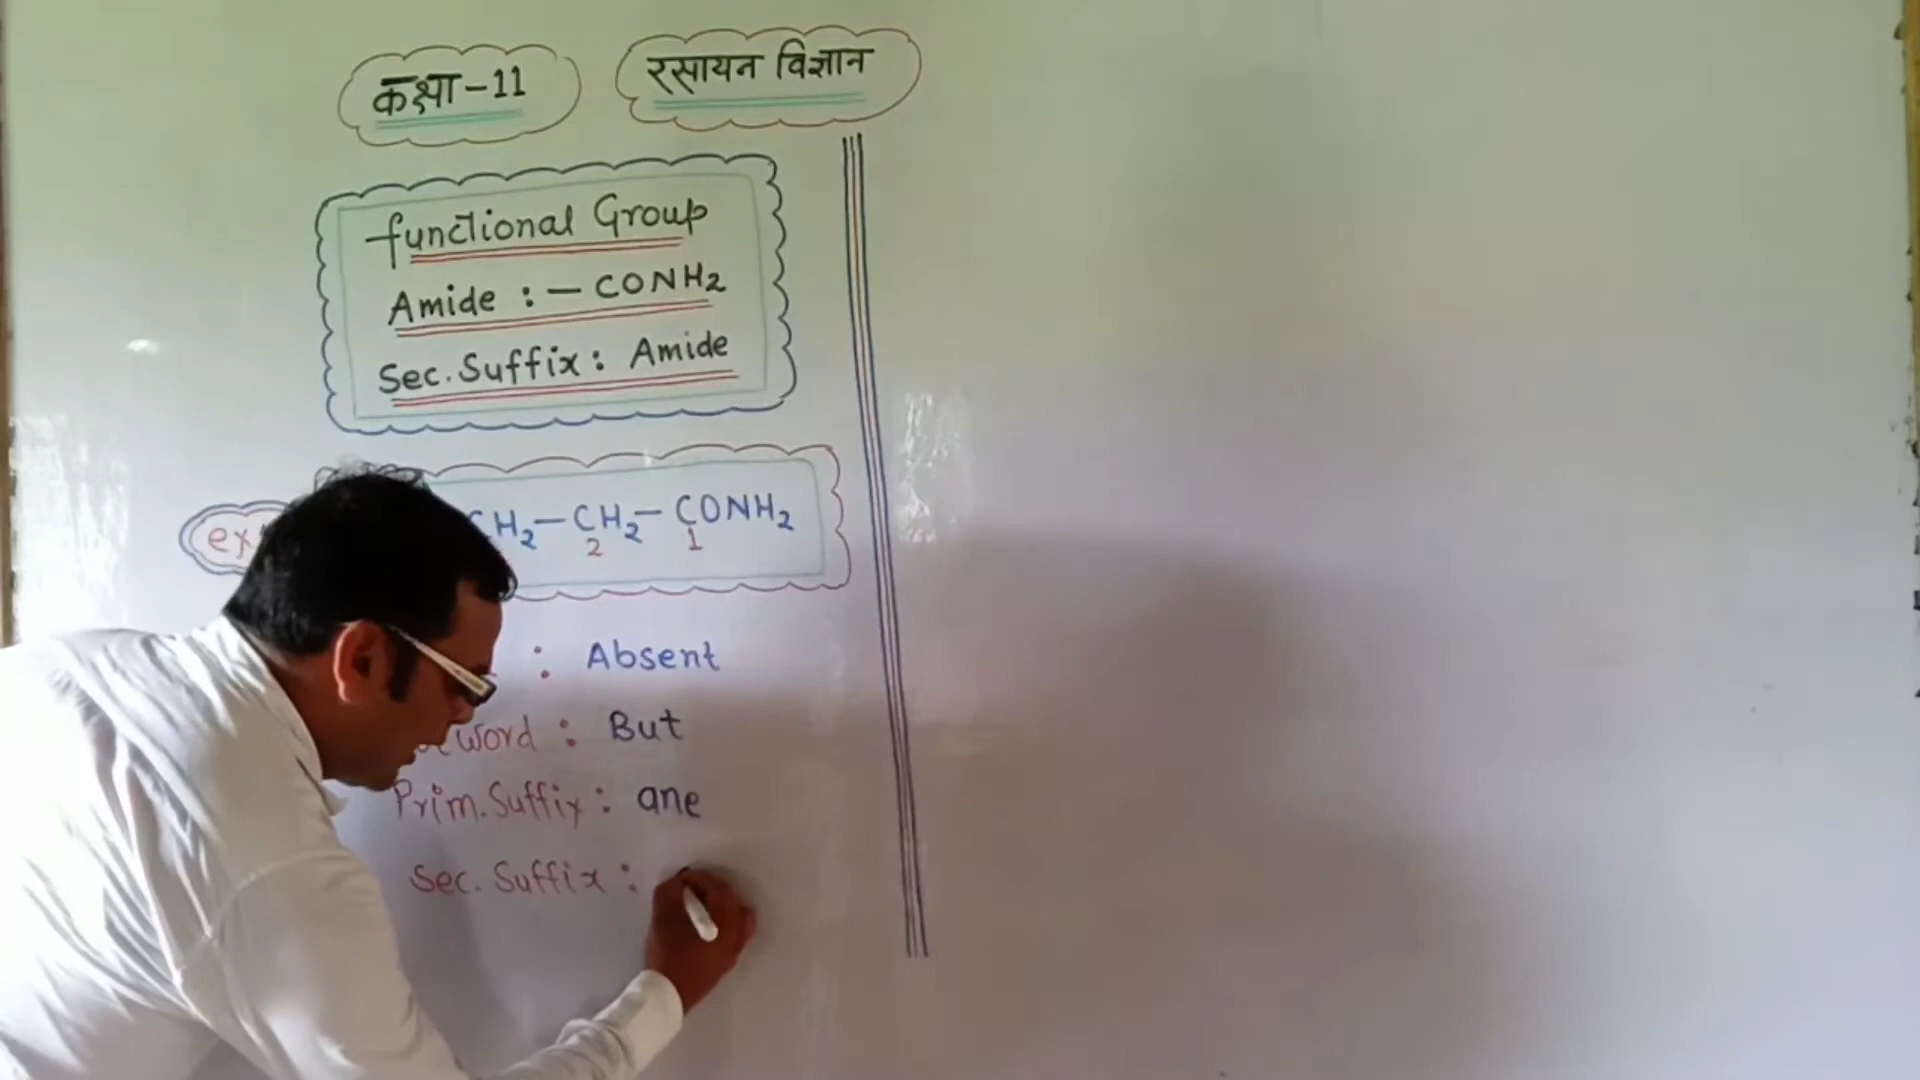 कक्षा-11
रसायन विज्ञान
functional Group
Amide : - CONH2
Sec. Suffix : Amide
CH2 - CH2 - CONH2
2 1
: Absent
Word : But
Prim. Suffix : ane
Sec. Suffix :